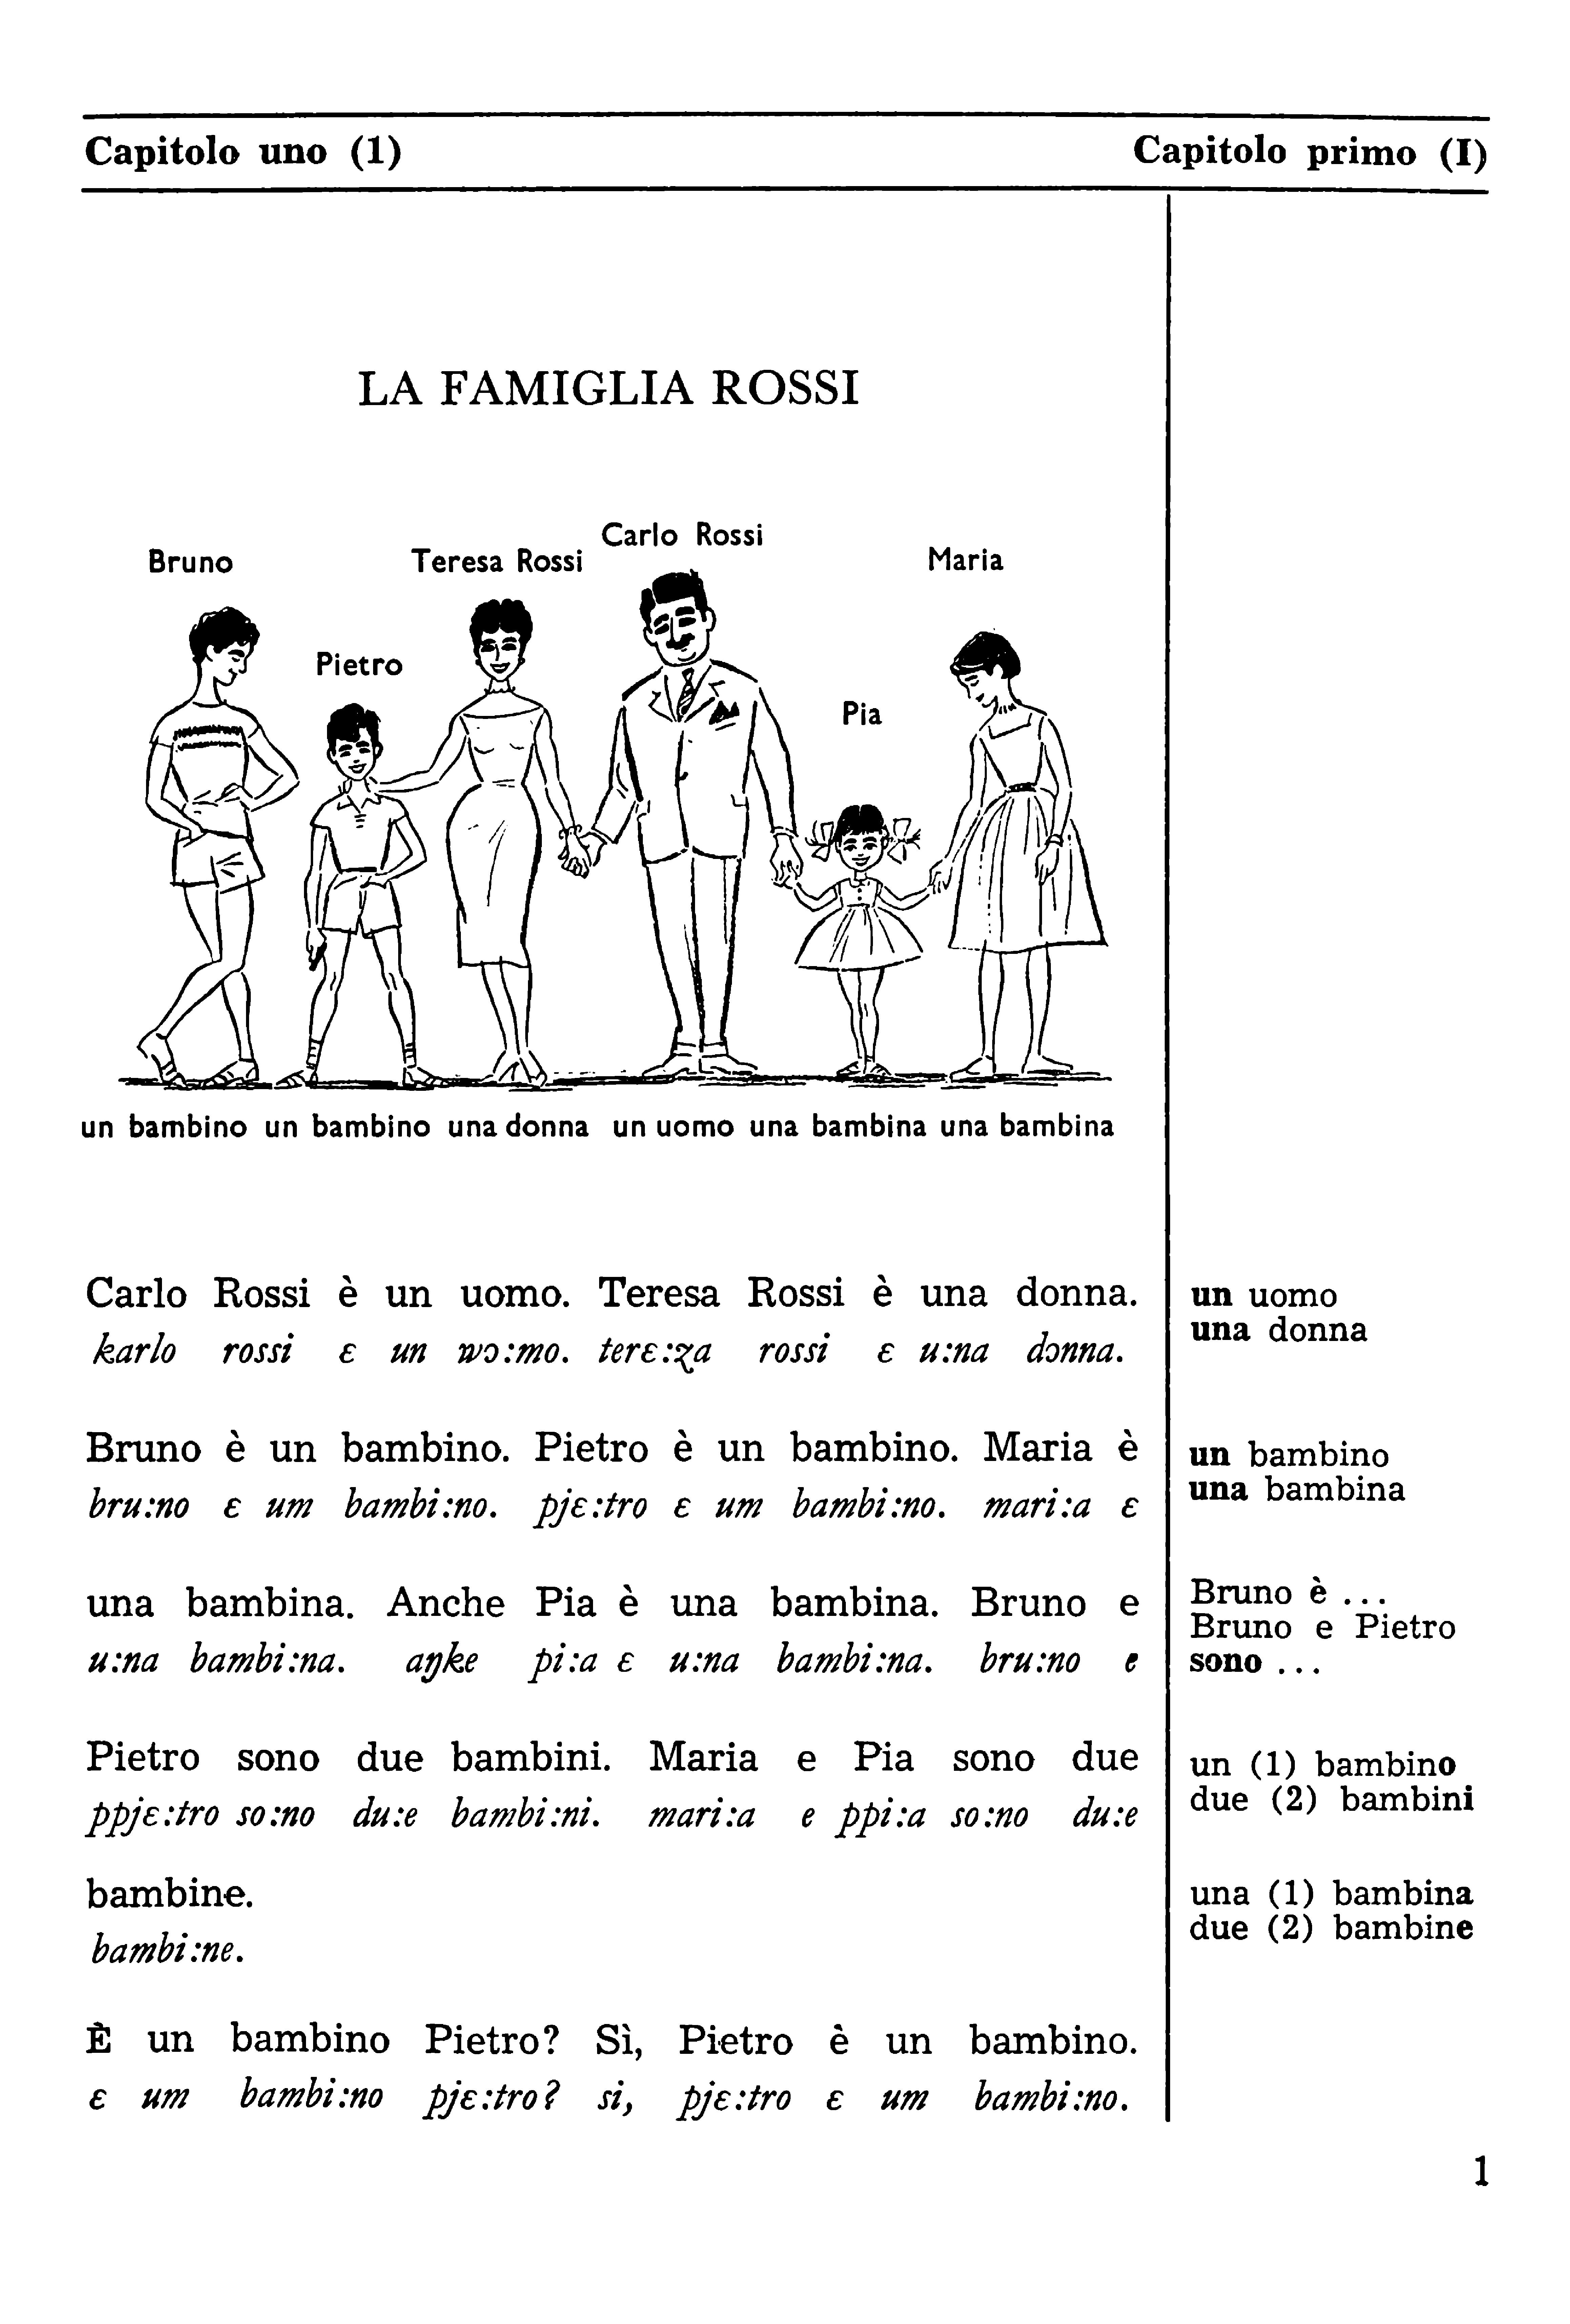 Capitolo uno (1)
Capitolo primo (I)
LA FAMIGLIA ROSSI
Carlo Rossi
Bruno
Teresa Rossi
Maria
Pietro
Pia
un bambino un bambino una donna un uomo una bambina una bambina
Carlo Rossi è un uomo. Teresa Rossi è una donna.
karlo rossi ɛ un wɔ:mo. terɛ:ʒa rossi ɛ u:na dɔnna.
Bruno è un bambino. Pietro è un bambino. Maria è
bru:no ɛ um bambi:no. pjɛ:tro ɛ um bambi:no. mari:a ɛ
una bambina. Anche Pia è una bambina. Bruno e
u:na bambi:na. aŋke pi:a ɛ u:na bambi:na. bru:no e
Pietro sono due bambini. Maria e Pia sono due
ppjɛ:tro so:no du:e bambi:ni. mari:a e ppi:a so:no du:e
bambine.
bambi:ne.
È un bambino Pietro? Sì, Pietro è un bambino.
ɛ um bambi:no pjɛ:tro? si, pjɛ:tro ɛ um bambi:no.
un uomo
una donna
un bambino
una bambina
Bruno è ...
Bruno e Pietro
sono ...
un (1) bambino
due (2) bambini
una (1) bambina
due (2) bambine
1